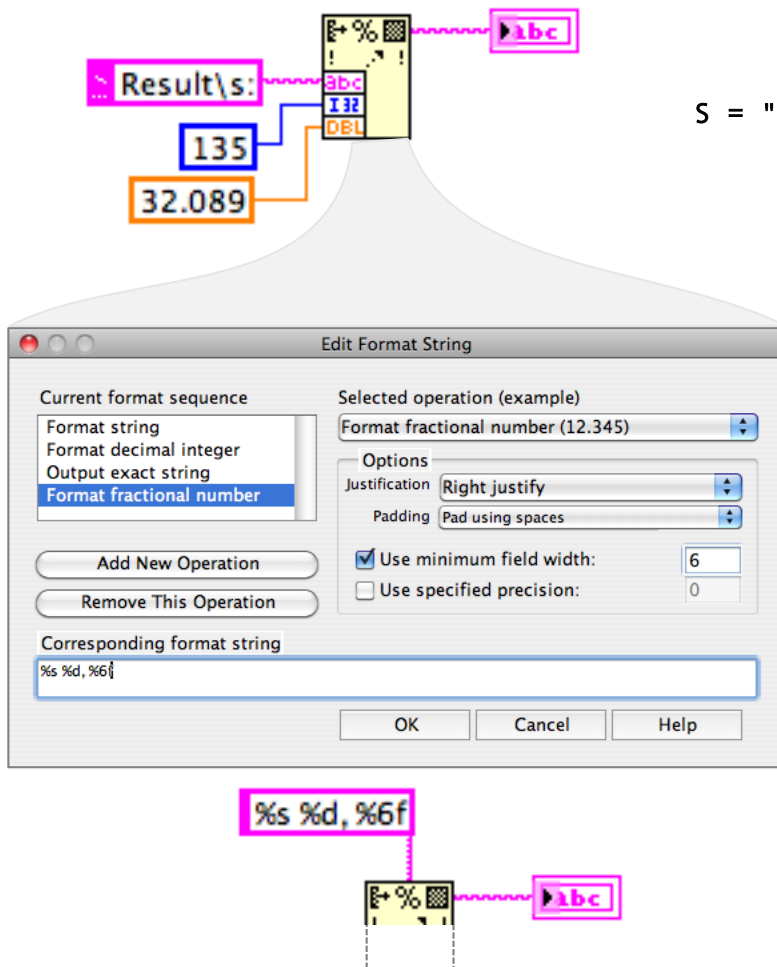 abc
Result\s:
abc
I32
DBL
S = "
135
32.089
Edit Format String
Current format sequence
Format string
Format decimal integer
Output exact string
Format fractional number
Add New Operation
Remove This Operation
Selected operation (example)
Format fractional number (12.345)
Options
Justification Right justify
Padding Pad using spaces
Use minimum field width: 6
Use specified precision: 0
Corresponding format string
%s %d, %6f
OK Cancel Help
%s %d, %6f
abc